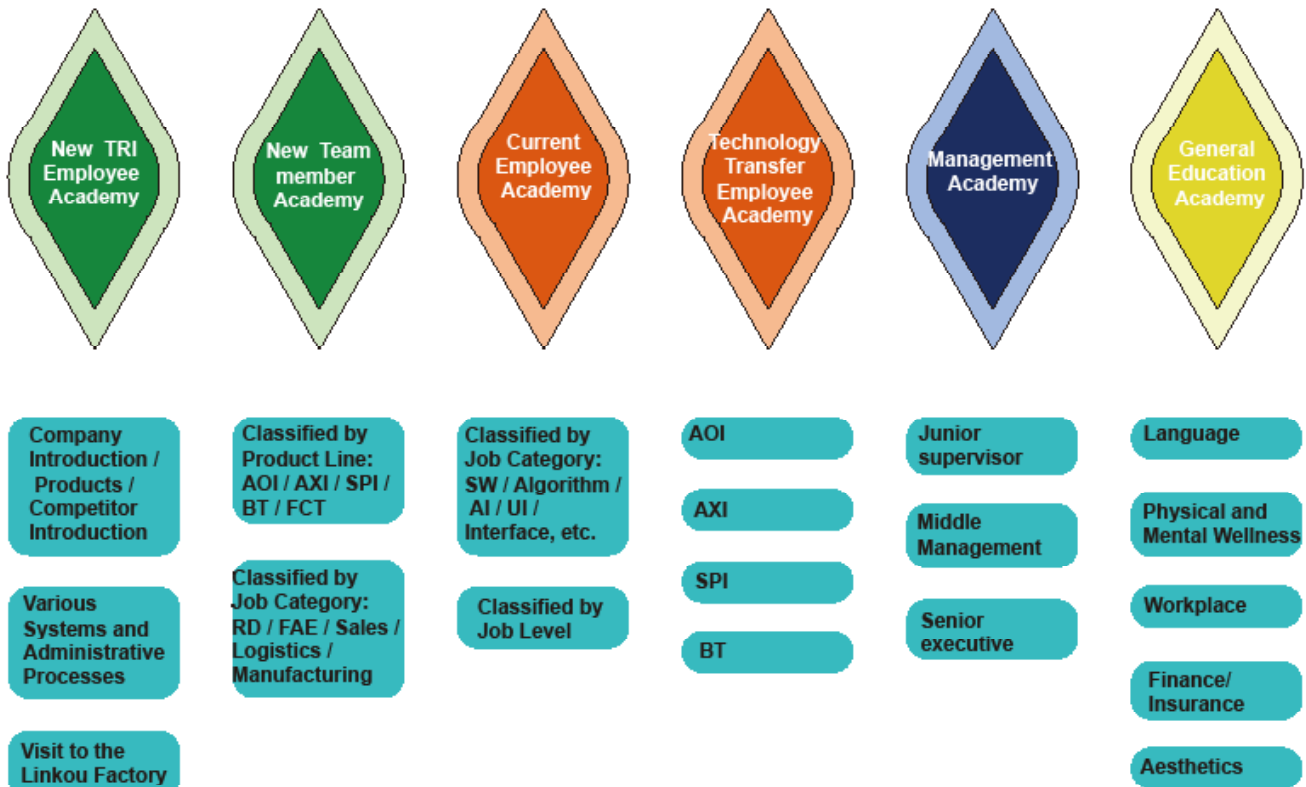 New TRI
Employee
Academy
New Team
member
Academy
Current
Employee
Academy
Technology
Transfer
Employee
Academy
Management
Academy
General
Education
Academy
Company
Introduction /
Products /
Competitor
Introduction
Various
Systems and
Administrative
Processes
Visit to the
Linkou Factory
Classified by
Product Line:
AOI / AXI / SPI /
BT / FCT
Classified by
Job Category:
RD / FAE / Sales /
Logistics /
Manufacturing
Classified by
Job Category:
SW / Algorithm /
AI / UI /
Interface, etc.
Classified by
Job Level
AOI
AXI
SPI
BT
Junior
supervisor
Middle
Management
Senior
executive
Language
Physical and
Mental Wellness
Workplace
Finance/
Insurance
Aesthetics